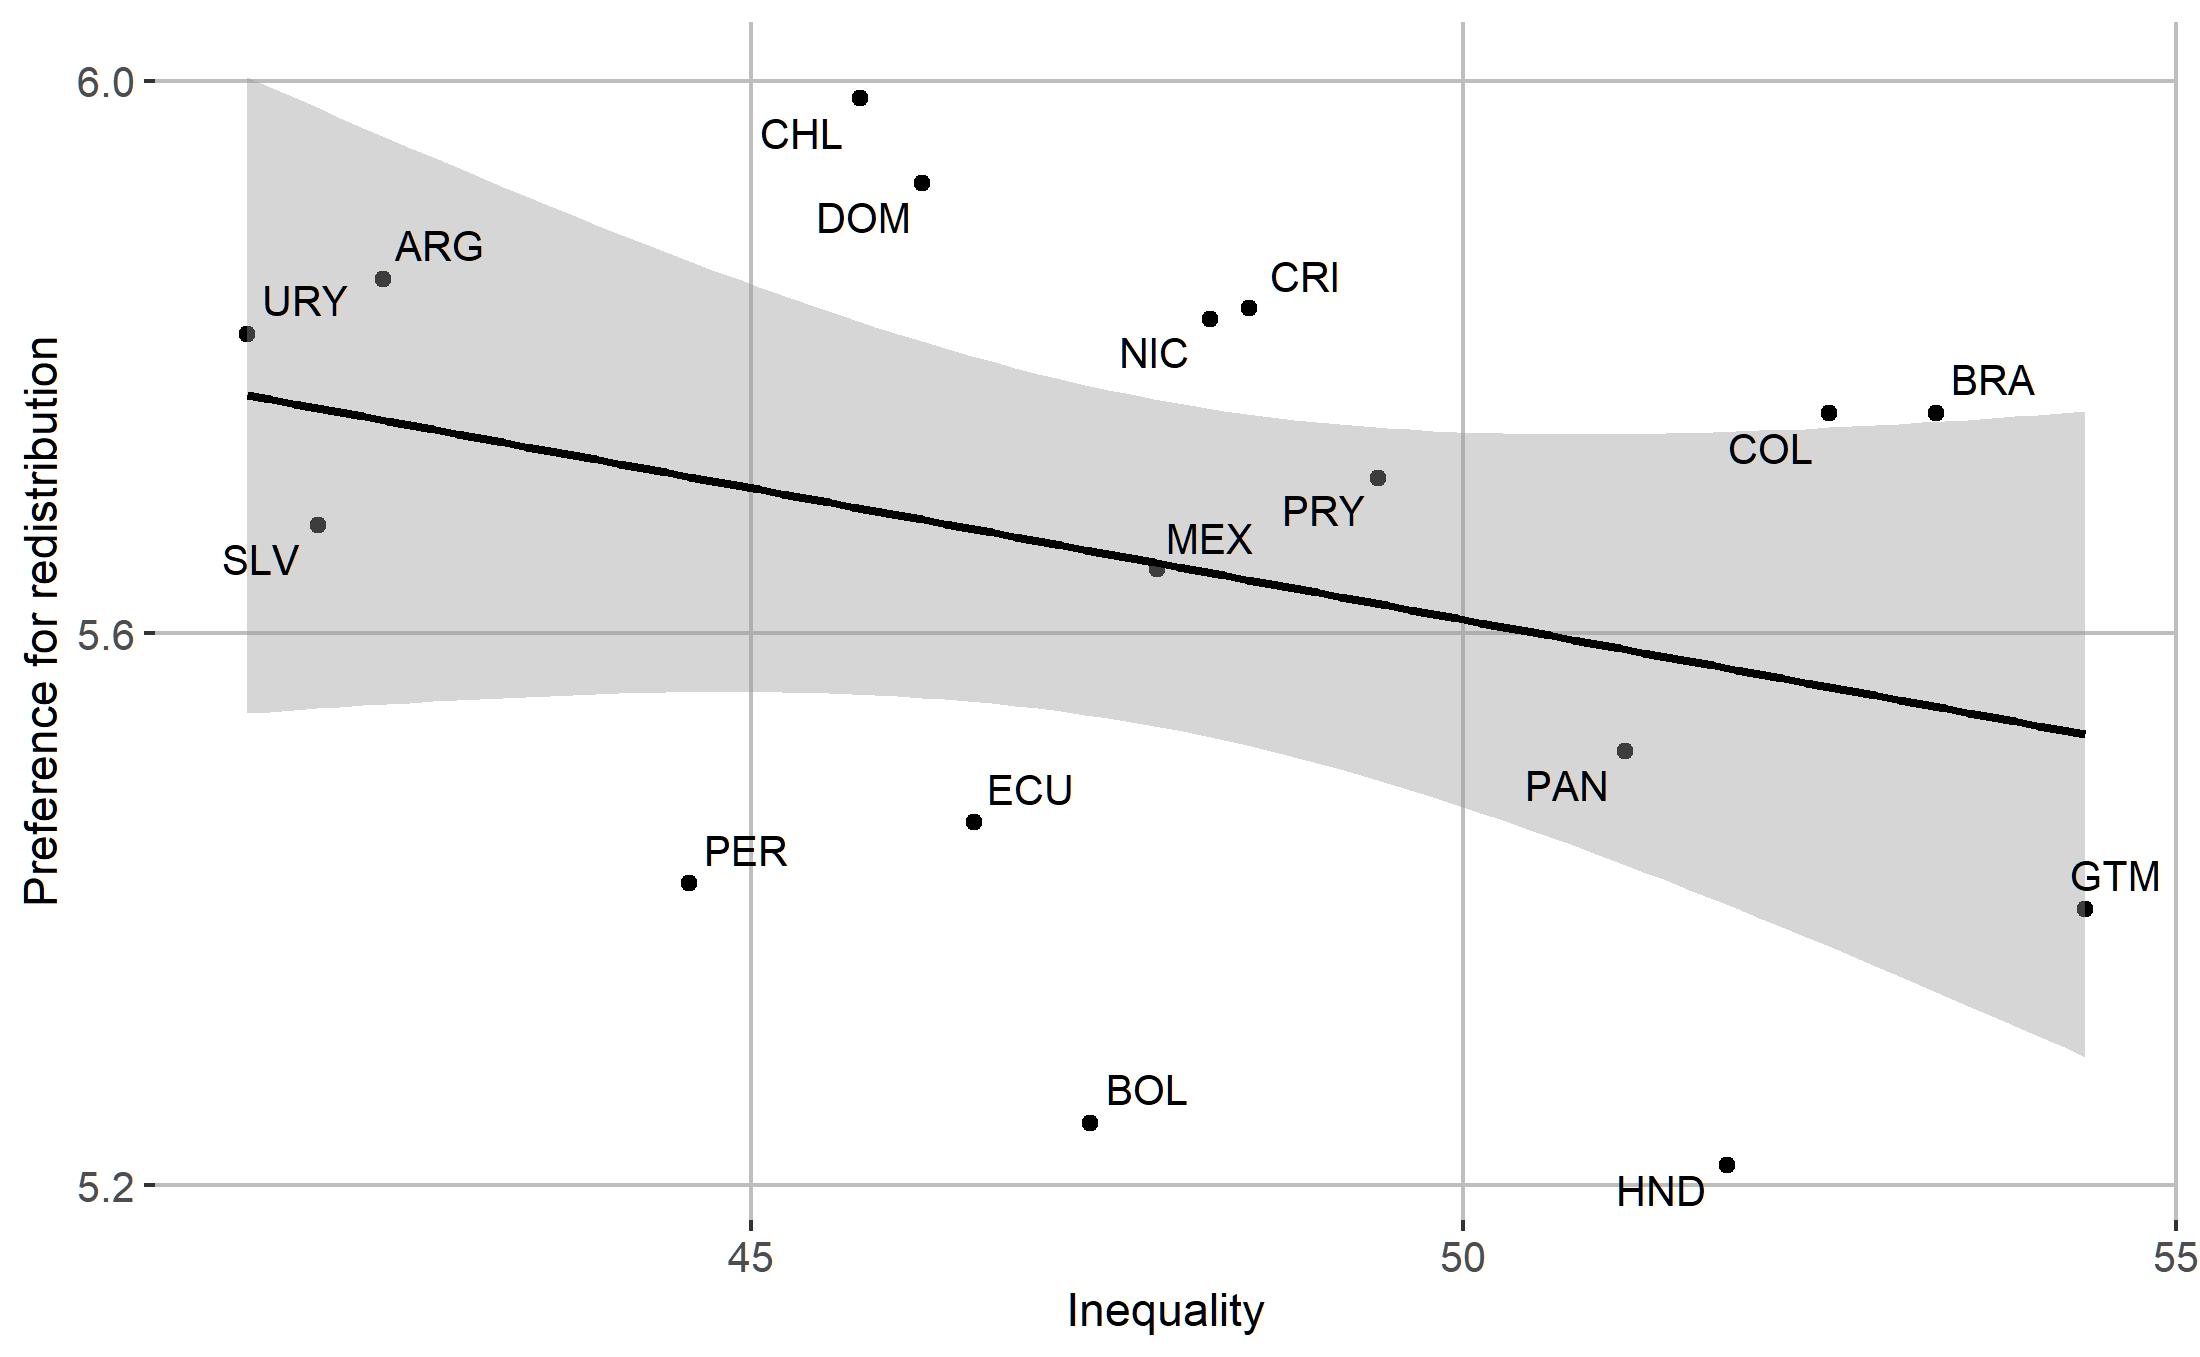 6.0
CHL
DOM
ARG
CRI
URY
NIC
BRA
COL
PRY
MEX
SLV
5.6
PAN
ECU
PER
GTM
BOL
HND
5.2
45
50
55
Inequality
Preference for redistribution